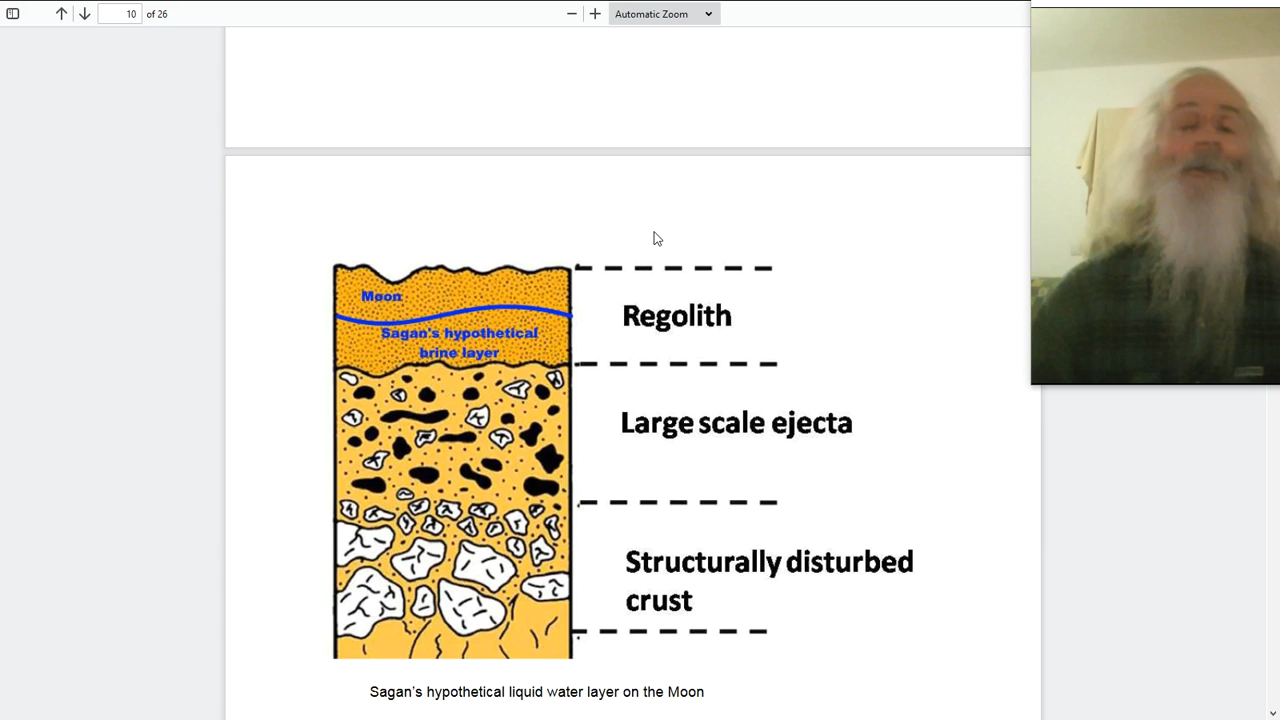 10 of 26
Automatic Zoom
Moon
Sagan's hypothetical
brine layer
Regolith
Large scale ejecta
Structurally disturbed
crust
Sagan's hypothetical liquid water layer on the Moon